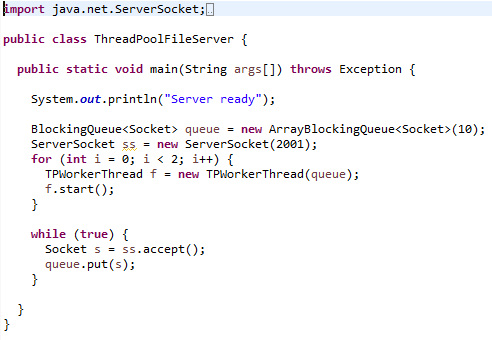 import java.net.ServerSocket;
public class ThreadPoolFileServer {
public static void main(String args[]) throws Exception {
System.out.println("Server ready");
BlockingQueue<Socket> queue = new ArrayBlockingQueue<Socket>(10);
ServerSocket ss = new ServerSocket(2001);
for (int i = 0; i < 2; i++) {
TPWorkerThread f = new TPWorkerThread(queue);
f.start();
}
while (true) {
Socket s = ss.accept();
queue.put(s);
}
}
}